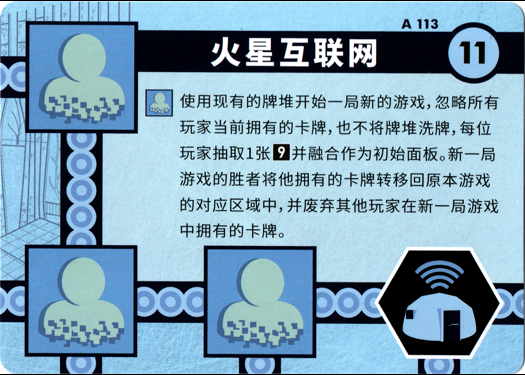 A 113
火星互联网
11
使用现有的牌堆开始一局新的游戏，忽略所有
玩家当前拥有的卡牌，也不将牌堆洗牌，每位
玩家抽取1张9并融合作为初始面板。新一局
游戏的胜者将他拥有的卡牌转移回原本游戏
的对应区域中，并废弃其他玩家在新一局游戏
中拥有的卡牌。